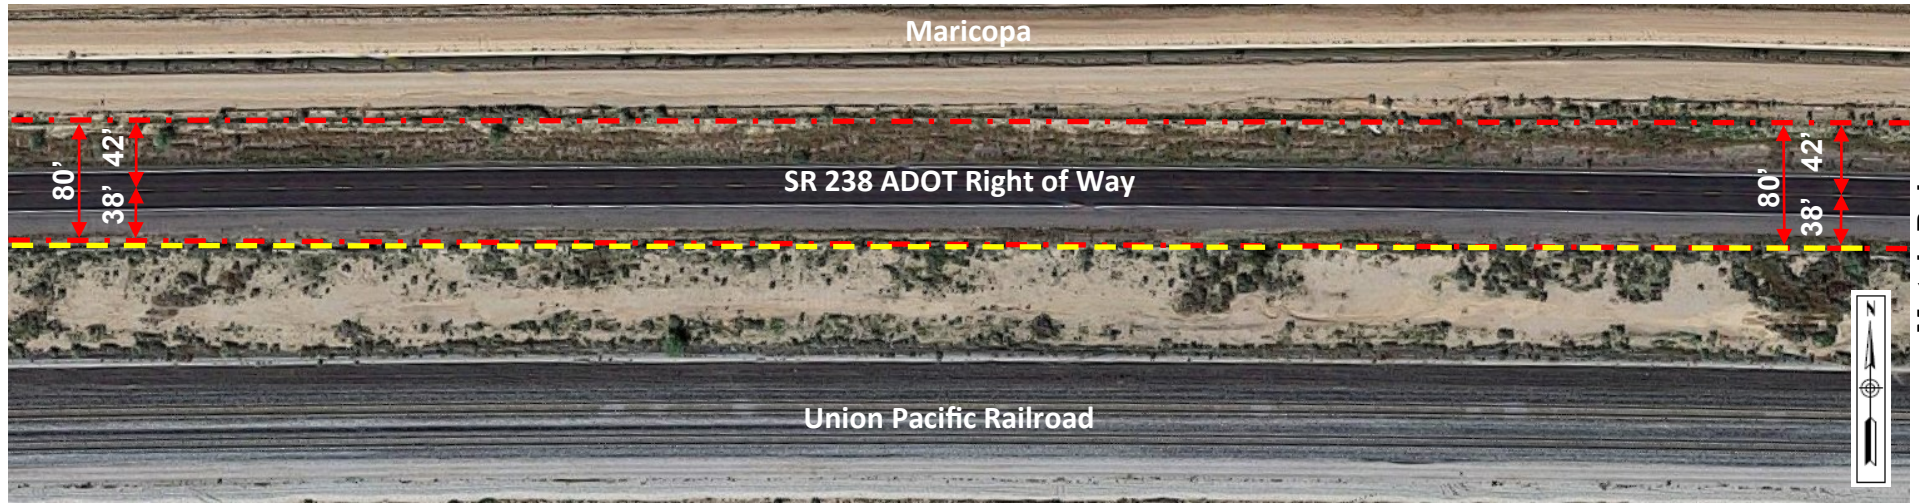 Maricopa
42'
80'
38'
SR 238 ADOT Right of Way
42'
80'
38'
N
Union Pacific Railroad